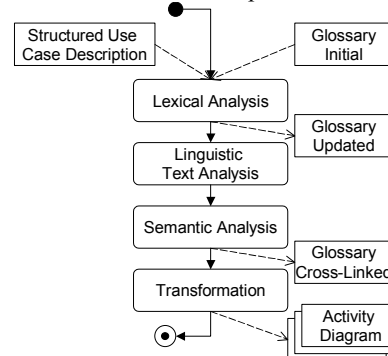 Structured Use
Case Description
Glossary
Initial
Lexical Analysis
Glossary
Updated
Linguistic
Text Analysis
Semantic Analysis
Glossary
Cross-Linked
Transformation
Activity
Diagram